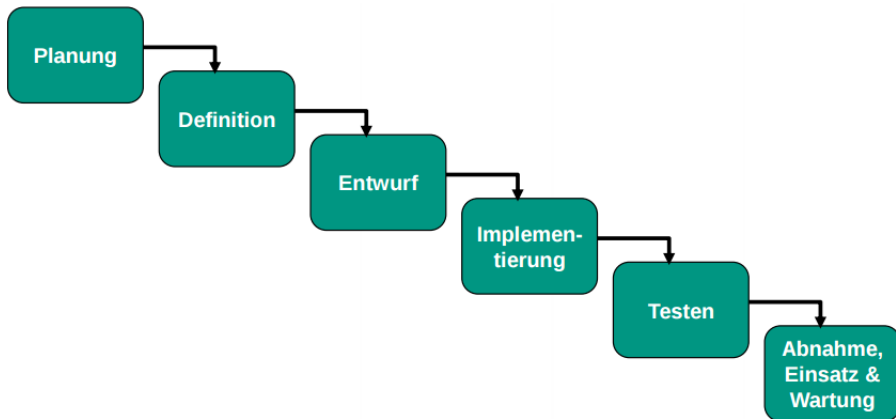 Planung
Definition
Entwurf
Implemen-
tierung
Testen
Abnahme,
Einsatz &
Wartung